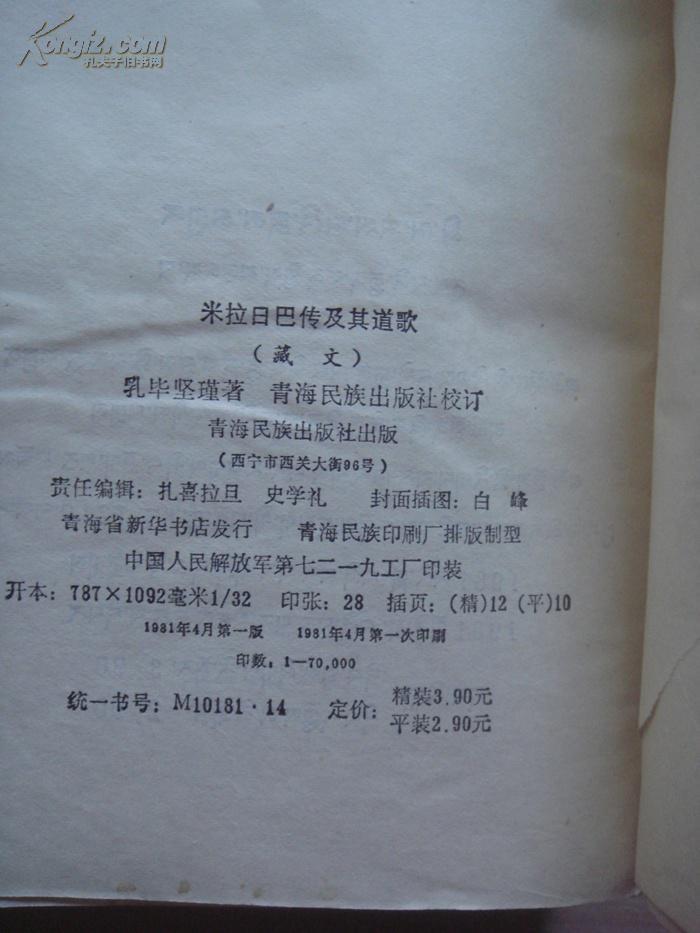 Kongfz.com
孔夫子旧书网
米拉日巴传及其道歌
（藏 文）
乳毕坚瑾著 青海民族出版社校订
青海民族出版社出版
（西宁市西关大街96号）
责任编辑：扎喜拉旦 史学礼 封面插图：白 峰
青海省新华书店发行 青海民族印刷厂排版制型
中国人民解放军第七二一九工厂印装
开本：787×1092毫米1/32 印张：28 插页：(精)12 (平)10
1981年4月第一版 1981年4月第一次印刷
印数：1—70,000
统一书号：M10181·14 定价：精装3.90元
平装2.90元